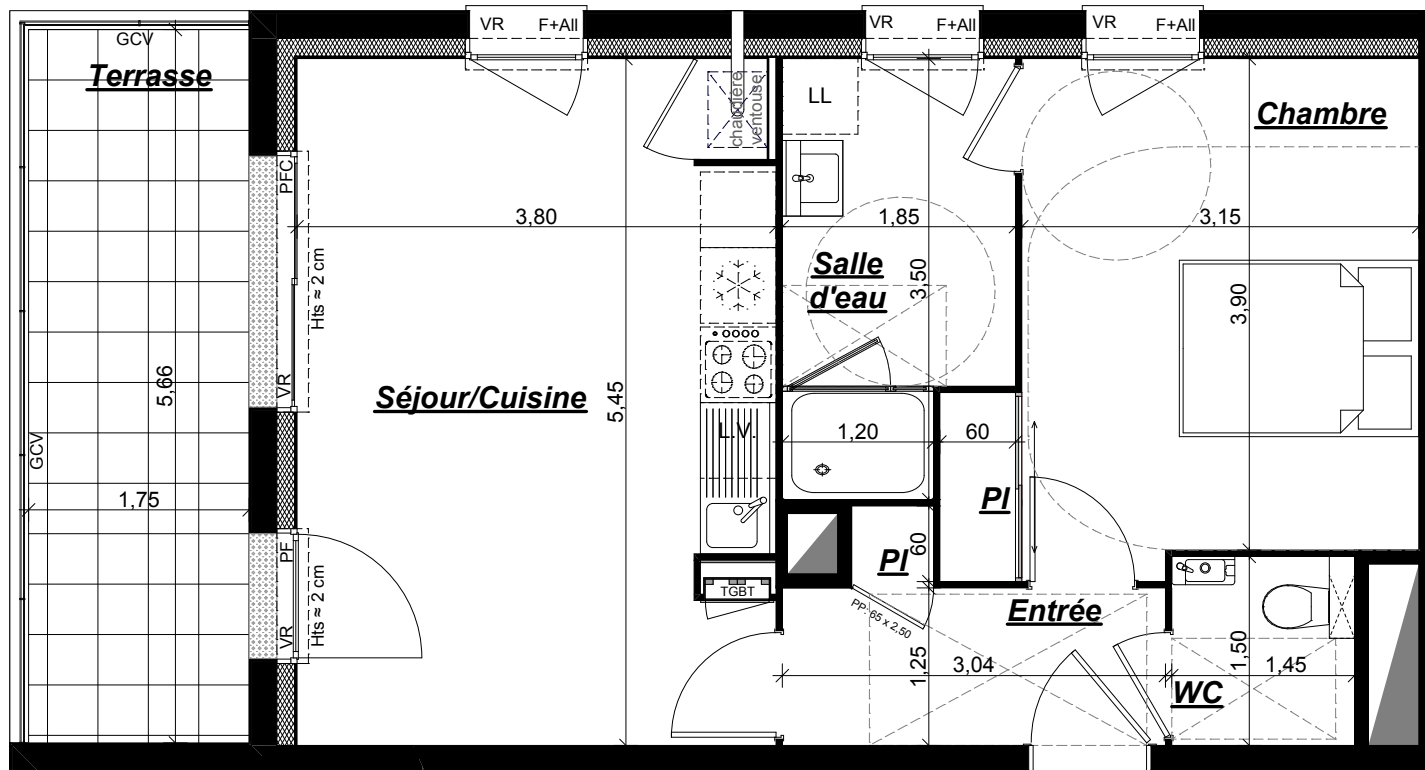 VR F+All
VR F+All
VR F+All
GCV
Terrasse
chaudière
ventouse
LL
Chambre
PFC
3,80
1,85
3,15
Hts ≈ 2 cm
Salle
d'eau
3,50
3,90
5,66
VR
Séjour/Cuisine
5,45
L.V.
1,20
60
GCV
1,75
PI
PF
60
PI
Hts ≈ 2 cm
TGBT
PP: 65 x 2,50
Entrée
VR
1,25
3,04
1,50
1,45
WC